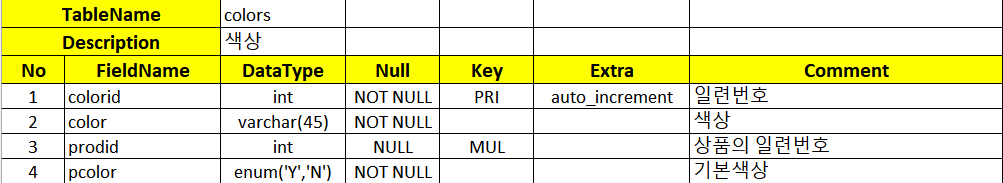 TableName colors
Description 색상
No FieldName DataType Null Key Extra Comment
1 colorid int NOT NULL PRI auto_increment 일련번호
2 color varchar(45) NOT NULL 색상
3 prodid int NULL MUL 상품의 일련번호
4 pcolor enum('Y','N') NOT NULL 기본색상